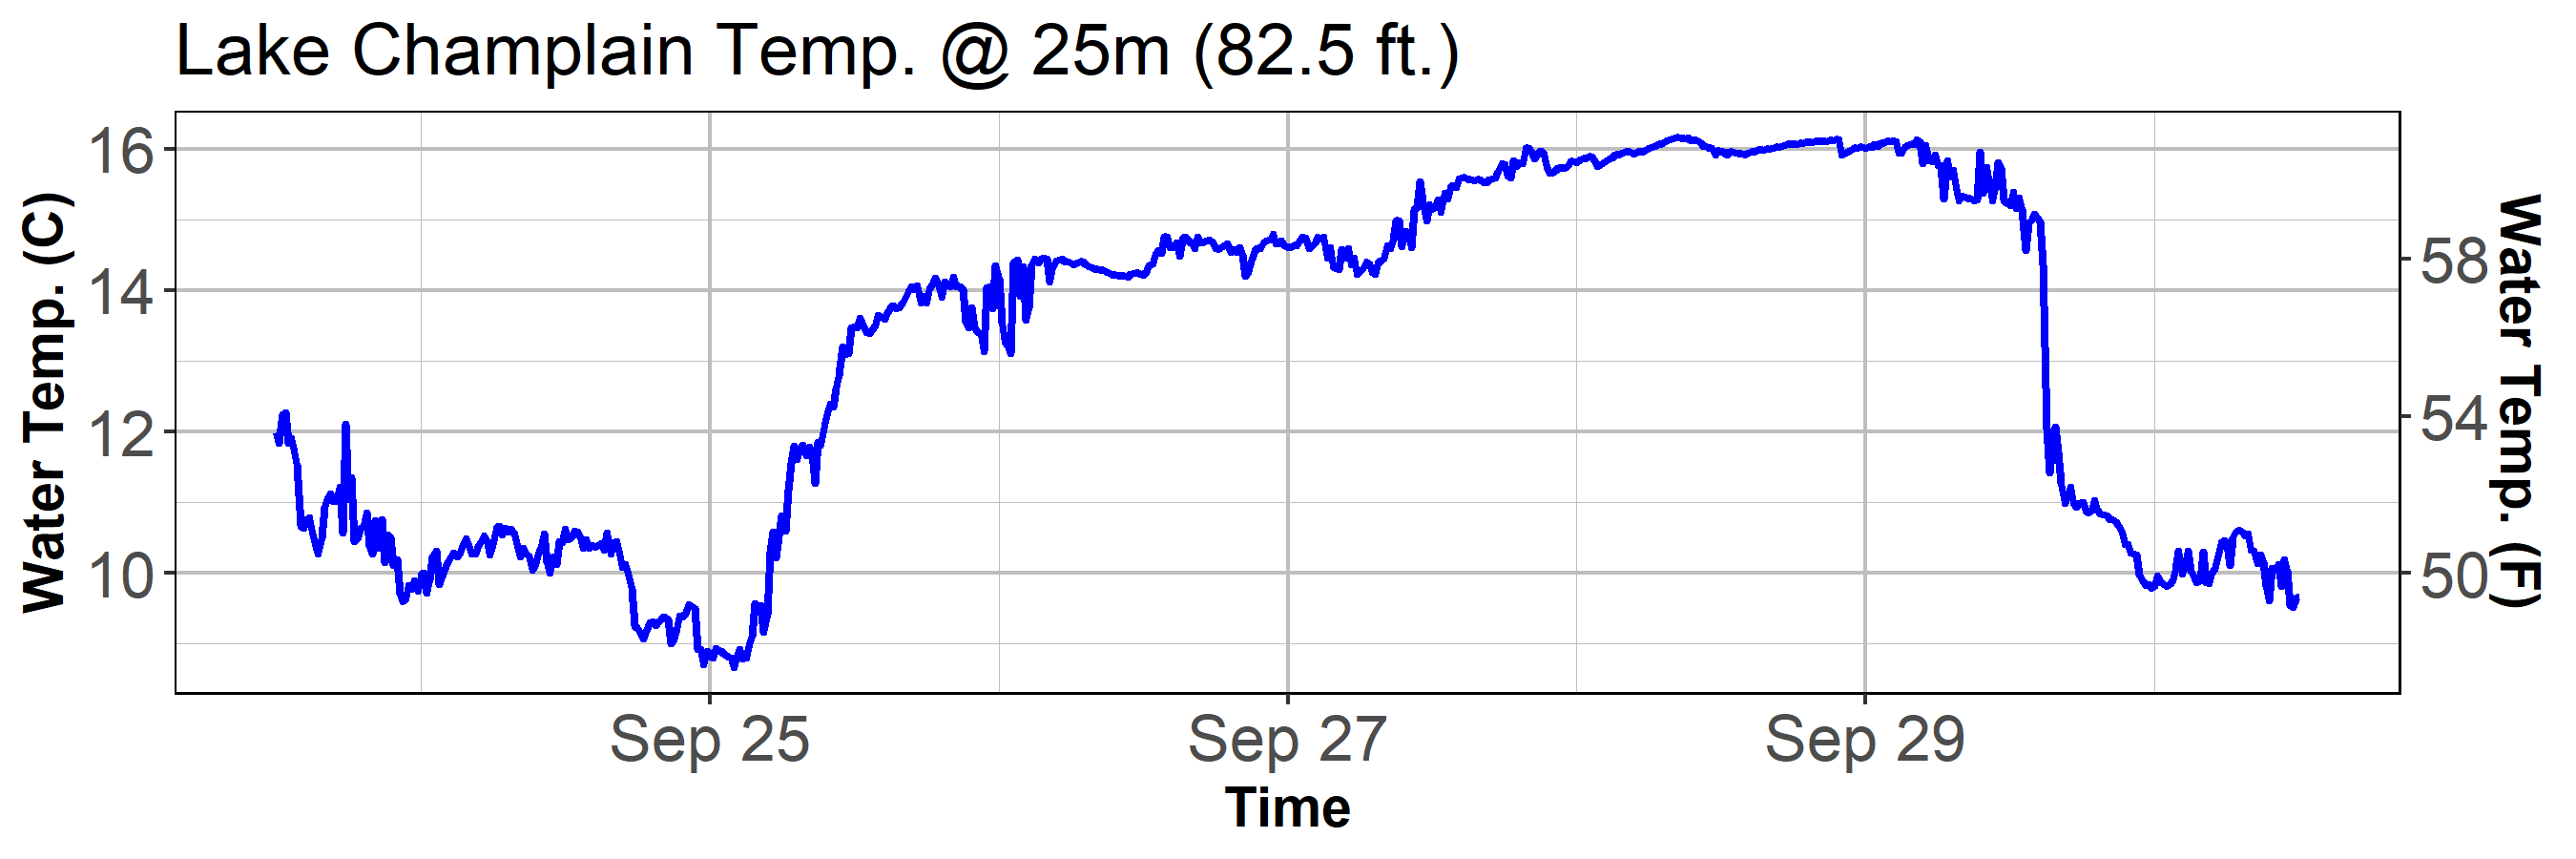 Lake Champlain Temp. @ 25m (82.5 ft.)
Water Temp. (C)
16
14
12
10
58
54
50
Water Temp. (F)
Sep 25
Sep 27
Sep 29
Time